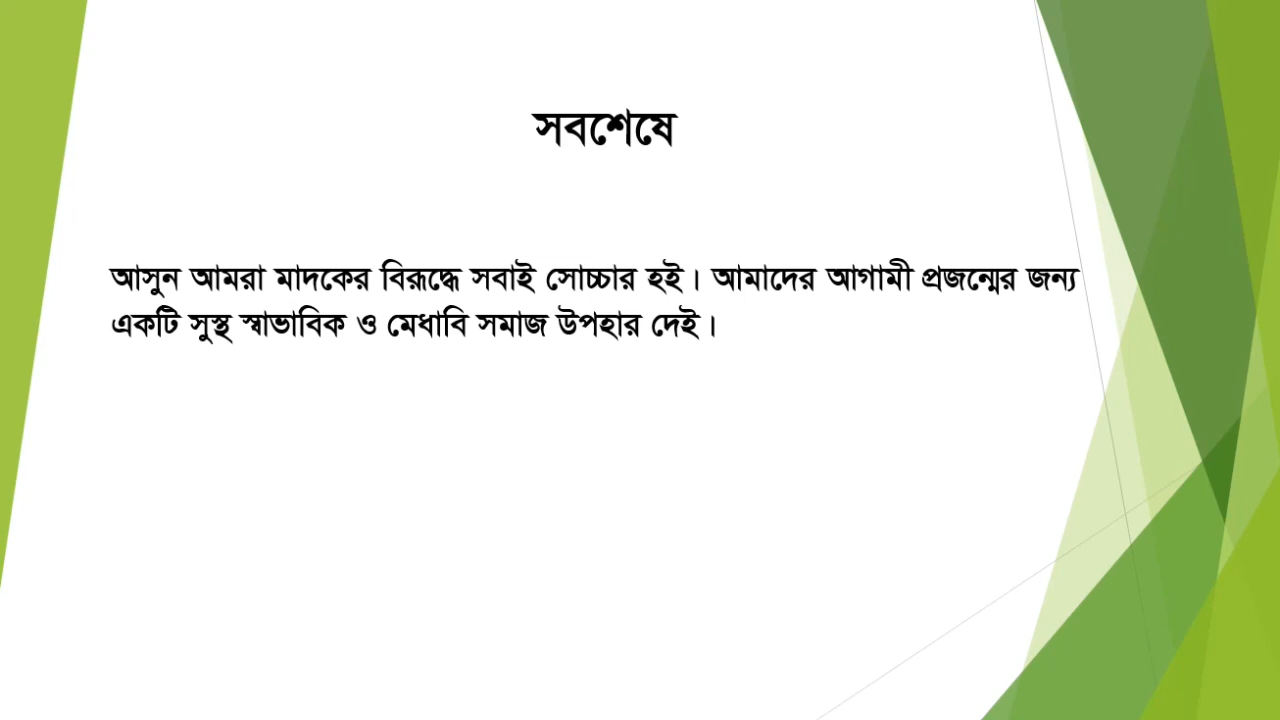 সবশেষে
আসুন আমরা মাদকের বিরূদ্ধে সবাই সোচ্চার হই। আমাদের আগামী প্রজন্মের জন্য
একটি সুস্থ স্বাভাবিক ও মেধাবি সমাজ উপহার দেই।